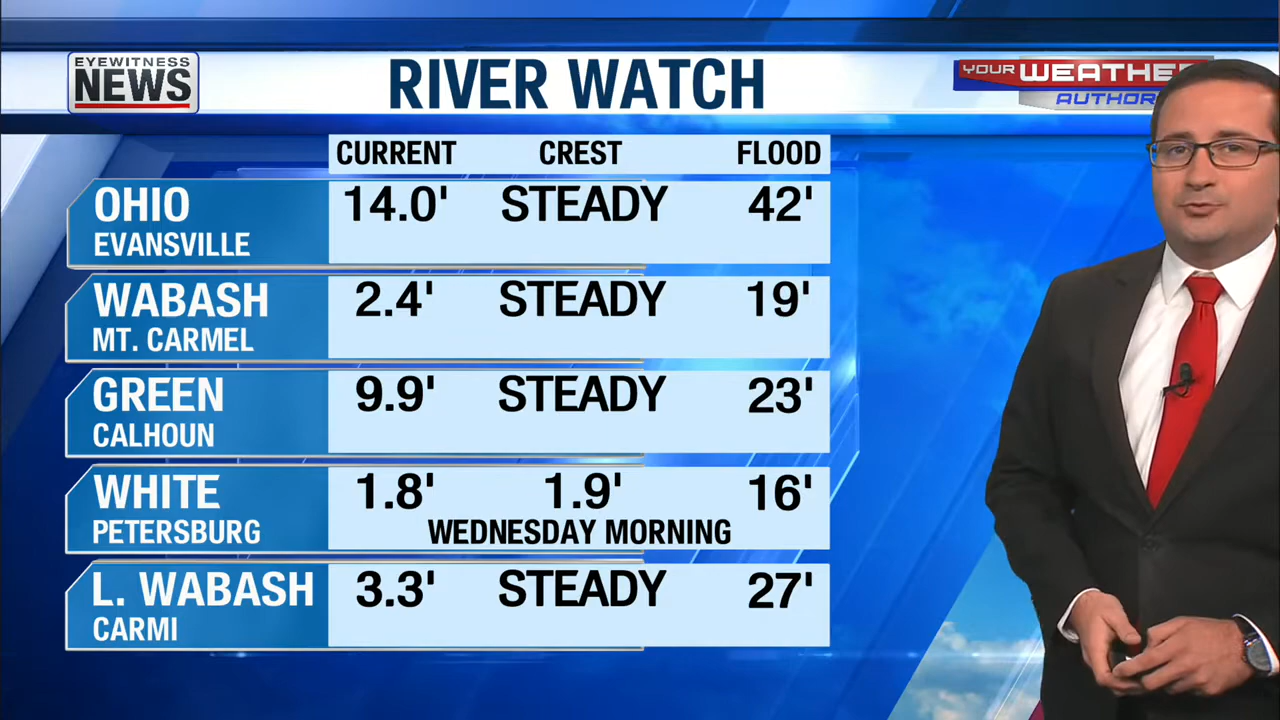 EYEWITNESS
NEWS
RIVER WATCH
YOUR WEATHE
AUTHOR
CURRENT CREST FLOOD
OHIO 14.0' STEADY 42'
EVANSVILLE
WABASH 2.4' STEADY 19'
MT. CARMEL
GREEN 9.9' STEADY 23'
CALHOUN
WHITE 1.8' 1.9' 16'
PETERSBURG WEDNESDAY MORNING
L. WABASH 3.3' STEADY 27'
CARMI